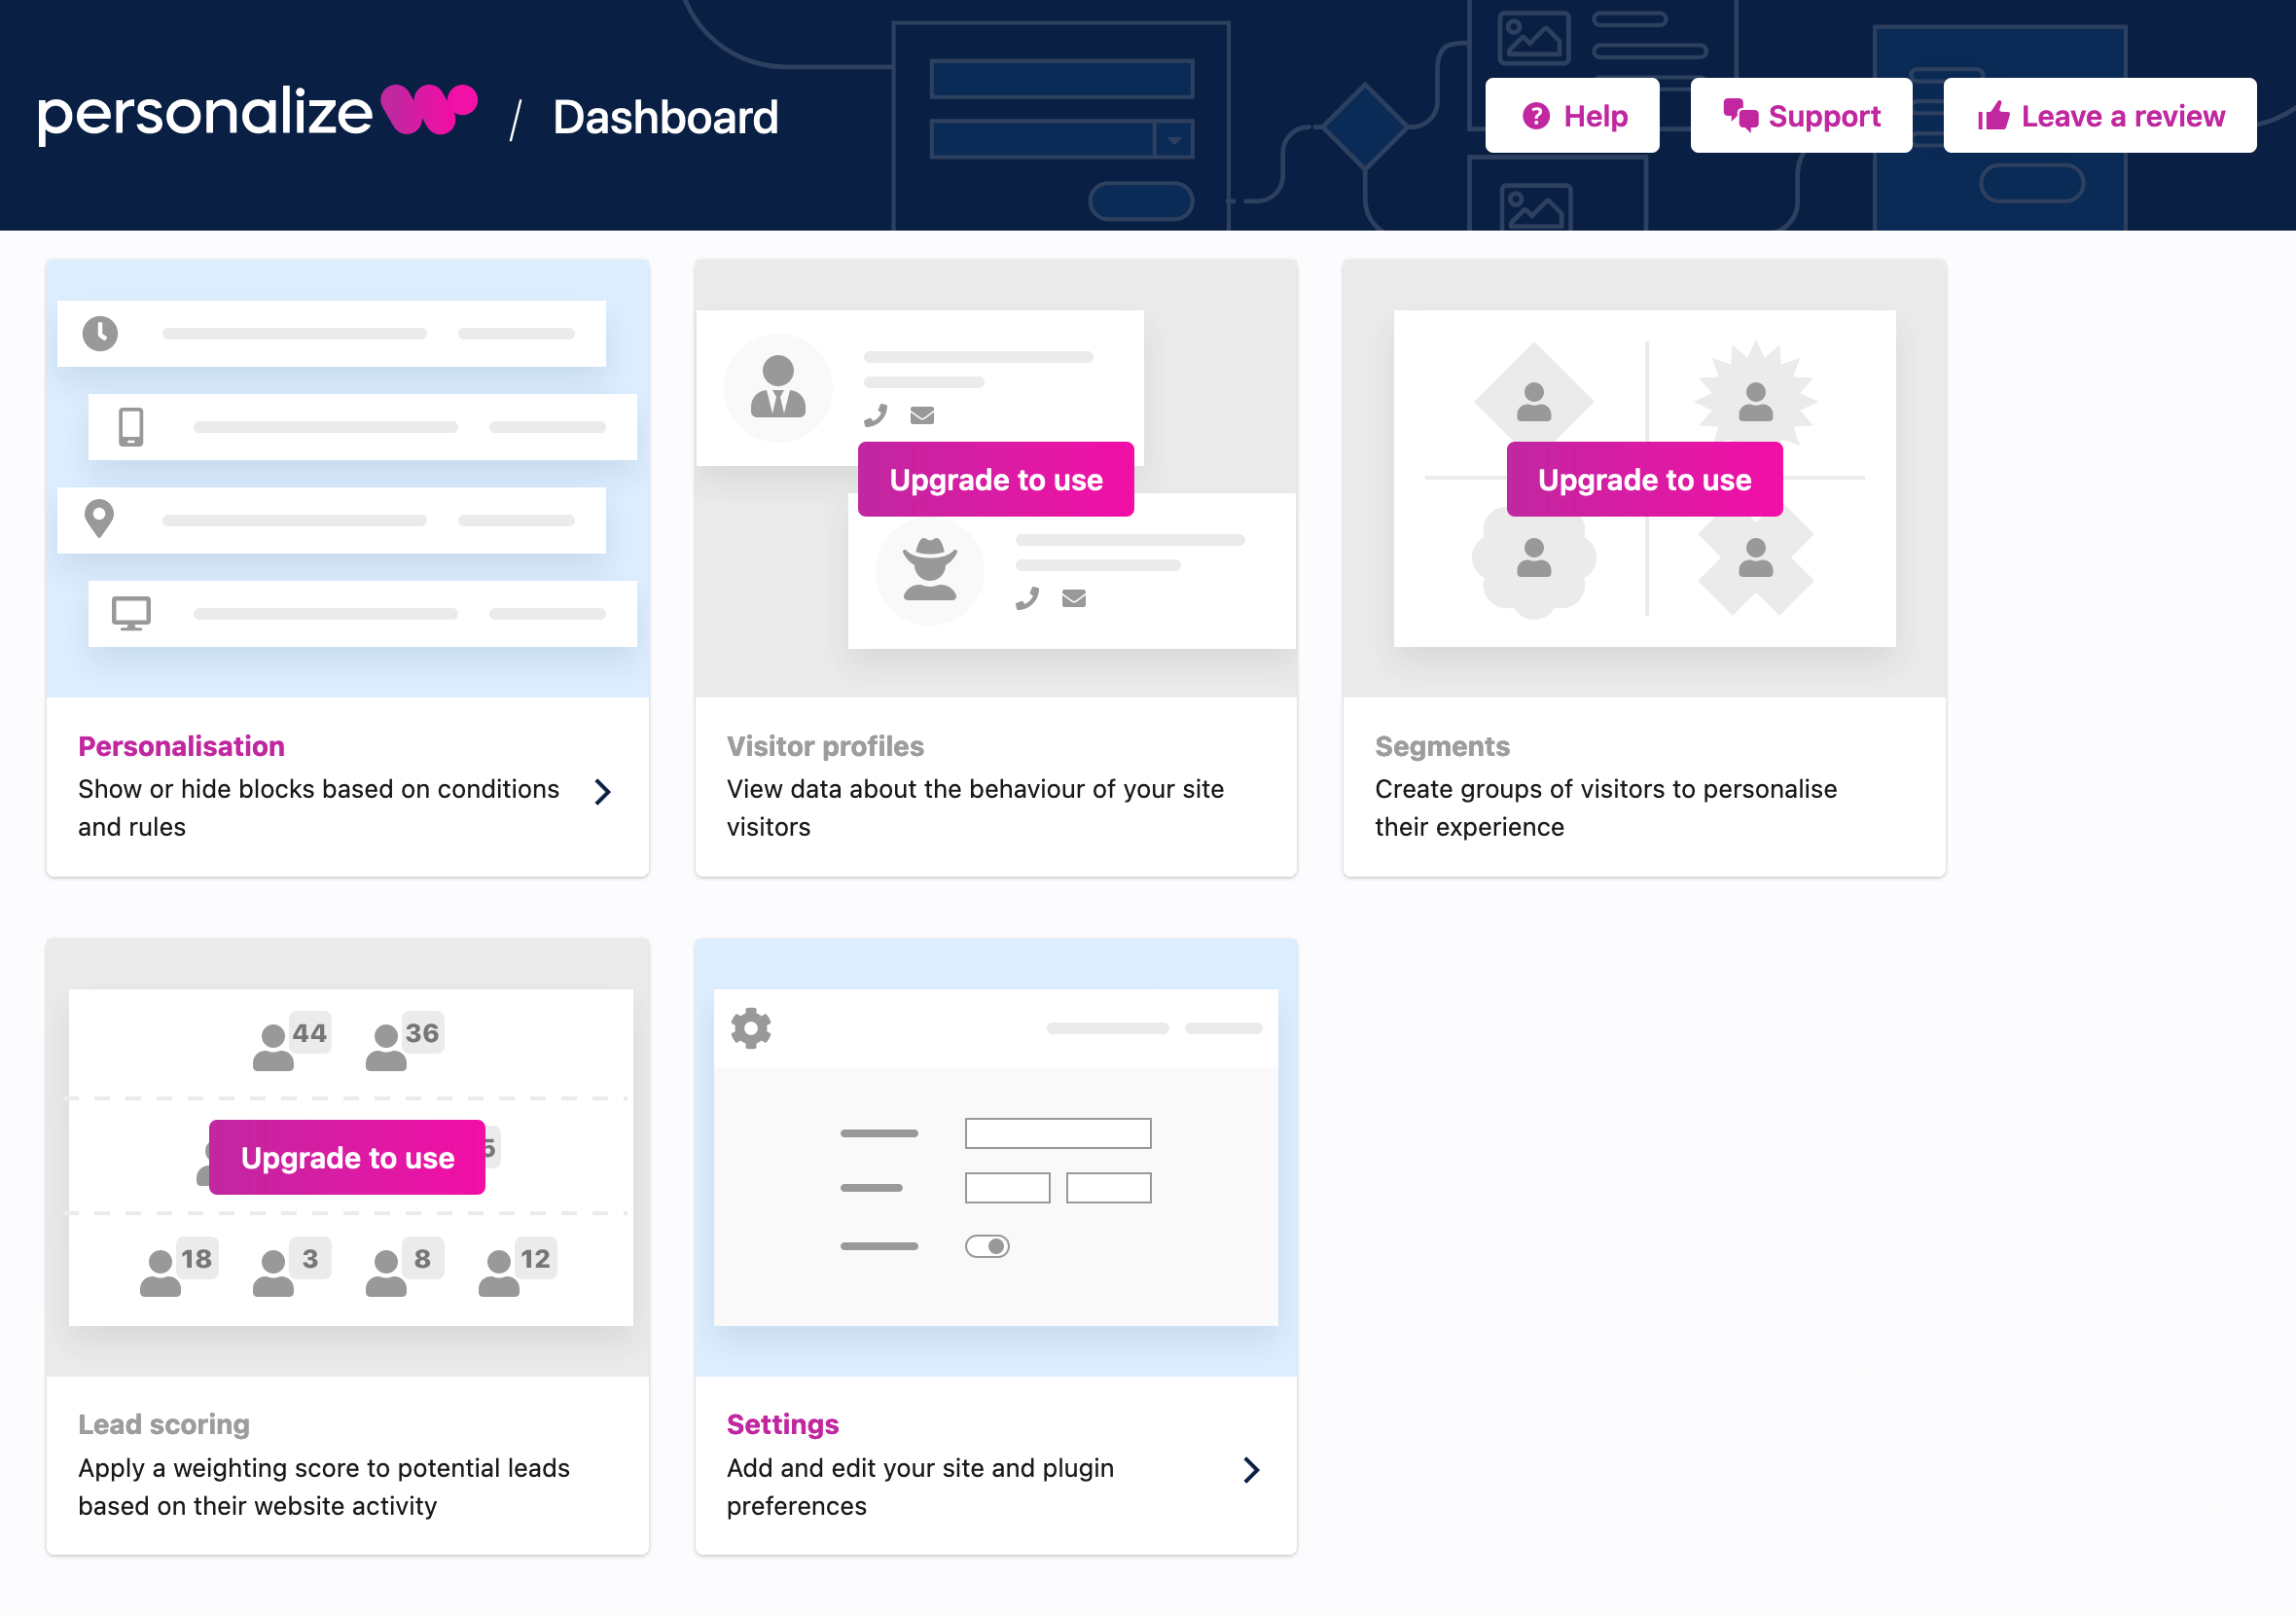 personalize / Dashboard
Help
Support
Leave a review
Upgrade to use
Upgrade to use
Personalisation
Show or hide blocks based on conditions
and rules
Visitor profiles
View data about the behaviour of your site
visitors
Segments
Create groups of visitors to personalise
their experience
44
36
Upgrade to use
5
18
3
8
12
Lead scoring
Apply a weighting score to potential leads
based on their website activity
Settings
Add and edit your site and plugin
preferences